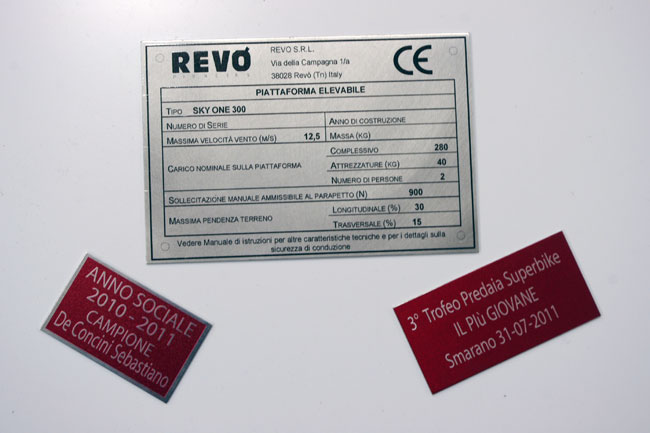 REVÓ
PIONEERS
REVO S.R.L.
Via della Campagna 1/a
38028 Revò (Tn) Italy
CE
PIATTAFORMA ELEVABILE
TIPO SKY ONE 300
NUMERO DI SERIE ANNO DI COSTRUZIONE
MASSIMA VELOCITÀ VENTO (M/S) 12,5 MASSA (KG)
CARICO NOMINALE SULLA PIATTAFORMA COMPLESSIVO 280
ATTREZZATURE (KG) 40
NUMERO DI PERSONE 2
SOLLECITAZIONE MANUALE AMMISSIBILE AL PARAPETTO (N) 900
MASSIMA PENDENZA TERRENO LONGITUDINALE (%) 30
TRASVERSALE (%) 15
Vedere Manuale di istruzioni per altre caratteristiche tecniche e per i dettagli sulla
sicurezza di conduzione
ANNO SOCIALE
2010 - 2011
CAMPIONE
De Concini Sebastiano
3° Trofeo Predaia Superbike
IL Più GIOVANE
Smarano 31-07-2011